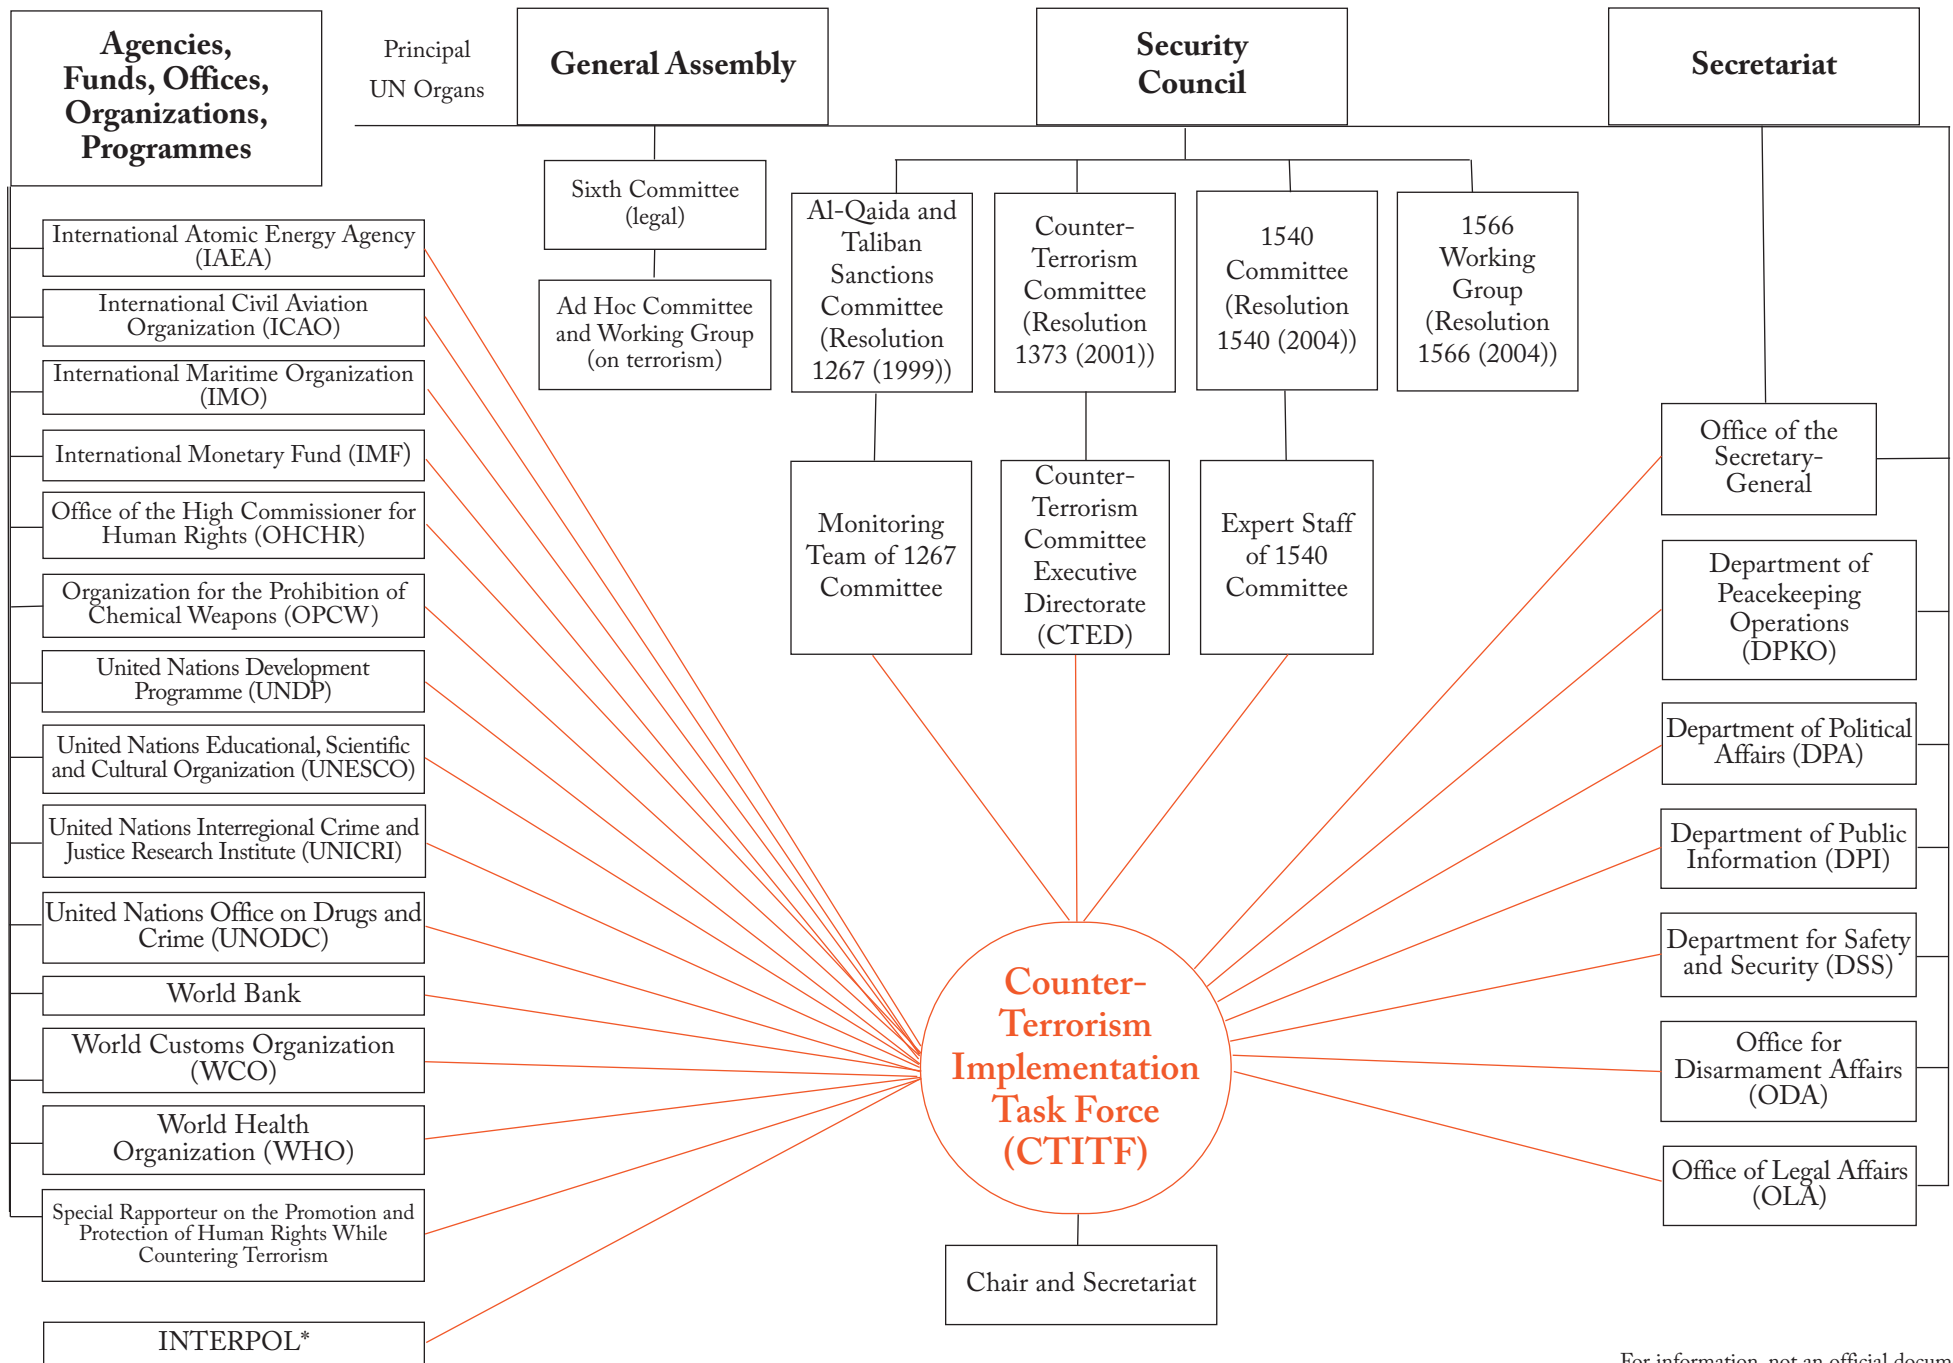 Agencies,
Funds, Offices,
Organizations,
Programmes
Principal
UN Organs
General Assembly
Security
Council
Secretariat
Sixth Committee
(legal)
Ad Hoc Committee
and Working Group
(on terrorism)
Al-Qaida and
Taliban
Sanctions
Committee
(Resolution
1267 (1999))
Counter-
Terrorism
Committee
(Resolution
1373 (2001))
1540
Committee
(Resolution
1540 (2004))
1566
Working
Group
(Resolution
1566 (2004))
Monitoring
Team of 1267
Committee
Counter-
Terrorism
Committee
Executive
Directorate
(CTED)
Expert Staff
of 1540
Committee
International Atomic Energy Agency
(IAEA)
International Civil Aviation
Organization (ICAO)
International Maritime Organization
(IMO)
International Monetary Fund (IMF)
Office of the High Commissioner for
Human Rights (OHCHR)
Organization for the Prohibition of
Chemical Weapons (OPCW)
United Nations Development
Programme (UNDP)
United Nations Educational, Scientific
and Cultural Organization (UNESCO)
United Nations Interregional Crime and
Justice Research Institute (UNICRI)
United Nations Office on Drugs and
Crime (UNODC)
World Bank
World Customs Organization
(WCO)
World Health
Organization (WHO)
Special Rapporteur on the Promotion and
Protection of Human Rights While
Countering Terrorism
INTERPOL*
Office of the
Secretary-
General
Department of
Peacekeeping
Operations
(DPKO)
Department of Political
Affairs (DPA)
Department of Public
Information (DPI)
Department for Safety
and Security (DSS)
Office for
Disarmament Affairs
(ODA)
Office of Legal Affairs
(OLA)
Counter-
Terrorism
Implementation
Task Force
(CTITF)
Chair and Secretariat
For information, not an official docum